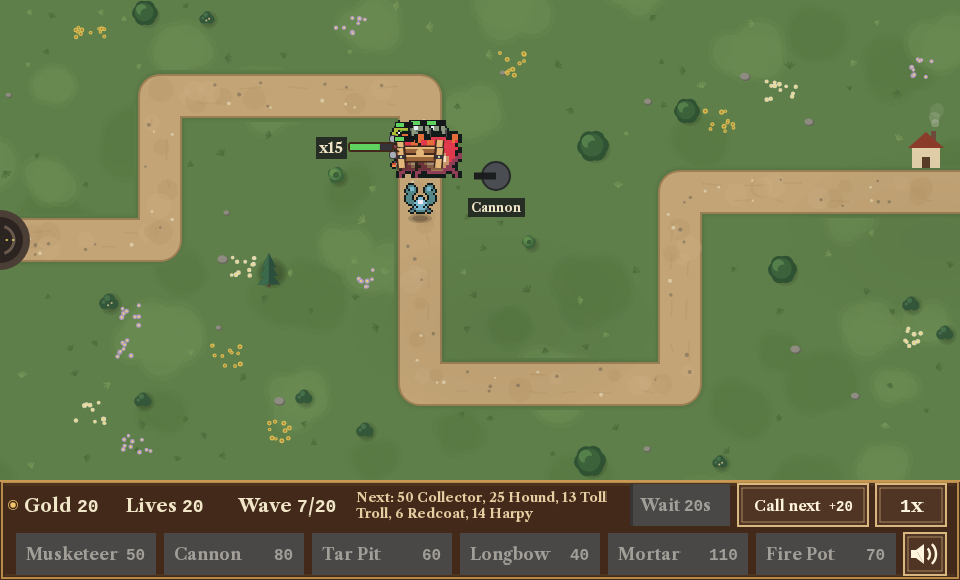 x15
Cannon
Gold 20
Lives 20
Wave 7/20
Next: 50 Collector, 25 Hound, 13 Toll
Troll, 6 Redcoat, 14 Harpy
Wait 20s
Call next +20
1x
Musketeer 50
Cannon 80
Tar Pit 60
Longbow 40
Mortar 110
Fire Pot 70